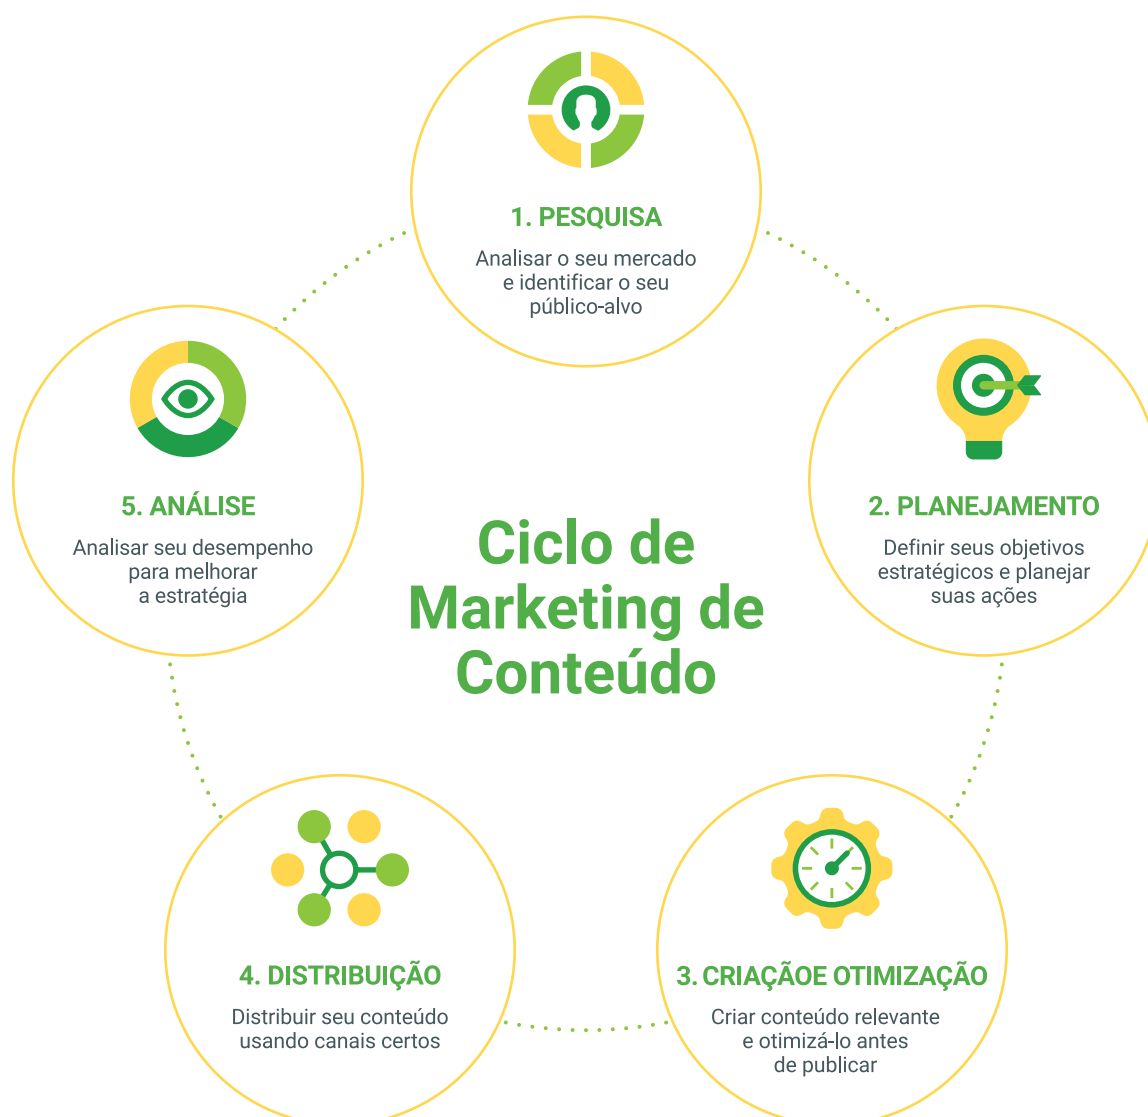 1. PESQUISA
Analisar o seu mercado
e identificar o seu
público-alvo
2. PLANEJAMENTO
Definir seus objetivos
estratégicos e planejar
suas ações
3. CRIAÇÃOE OTIMIZAÇÃO
Criar conteúdo relevante
e otimizá-lo antes
de publicar
4. DISTRIBUIÇÃO
Distribuir seu conteúdo
usando canais certos
5. ANÁLISE
Analisar seu desempenho
para melhorar
a estratégia
Ciclo de
Marketing de
Conteúdo